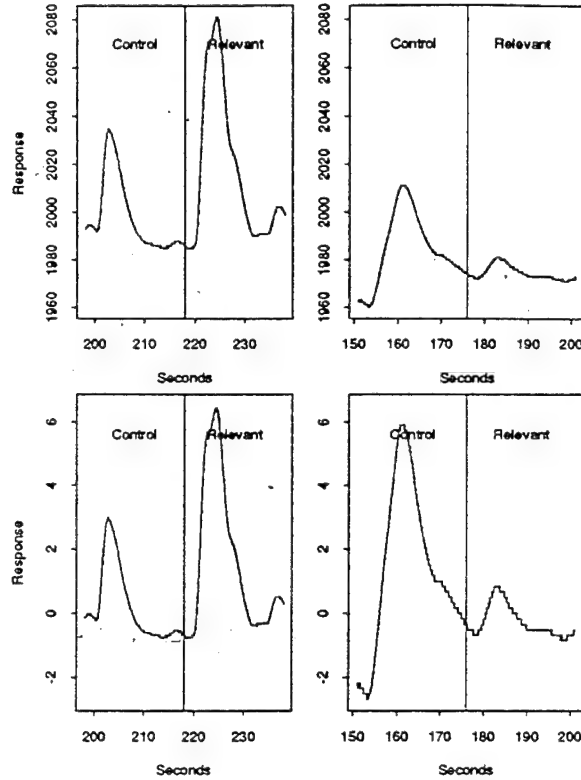 Response
2080
2060
2040
2020
2000
1980
1960
Control
Relevant
200 210 220 230
Seconds
2080
2060
2040
2020
2000
1980
1960
Control
Relevant
150 160 170 180 190 200
Seconds
Response
6
4
2
0
-2
Control
Relevant
200 210 220 230
Seconds
6
4
2
0
-2
Control
Relevant
150 160 170 180 190 200
Seconds